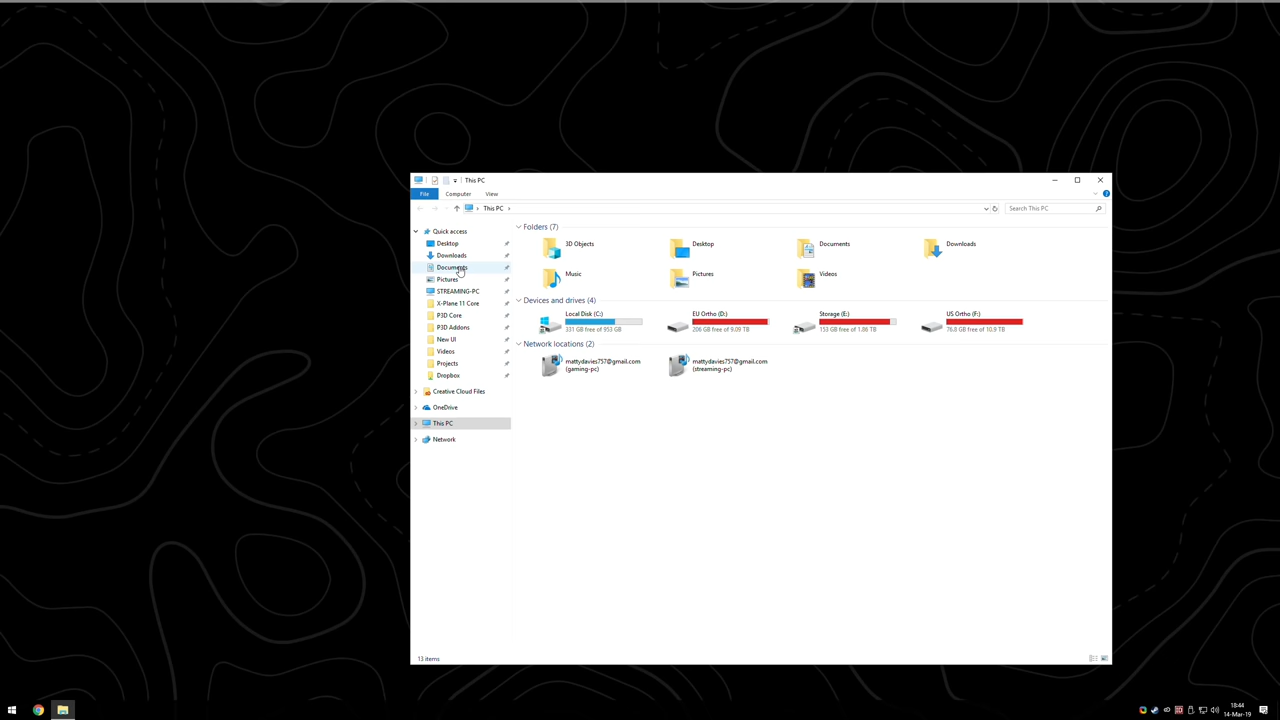 This PC
File Computer View
This PC
Search This PC
Quick access
Desktop
Downloads
Documents
Pictures
STREAMING-PC
X-Plane 11 Core
P3D Core
P3D Addons
New UI
Videos
Projects
Dropbox
Creative Cloud Files
OneDrive
This PC
Network
Folders (7)
3D Objects
Desktop
Documents
Downloads
Music
Pictures
Videos
Devices and drives (4)
Local Disk (C:)
331 GB free of 953 GB
EU Ortho (D:)
206 GB free of 9.09 TB
Storage (E:)
153 GB free of 1.86 TB
US Ortho (F:)
76.8 GB free of 10.9 TB
Network locations (2)
mattydavies757@gmail.com
(gaming-pc)
mattydavies757@gmail.com
(streaming-pc)
13 items
18:44
14-Mar-19